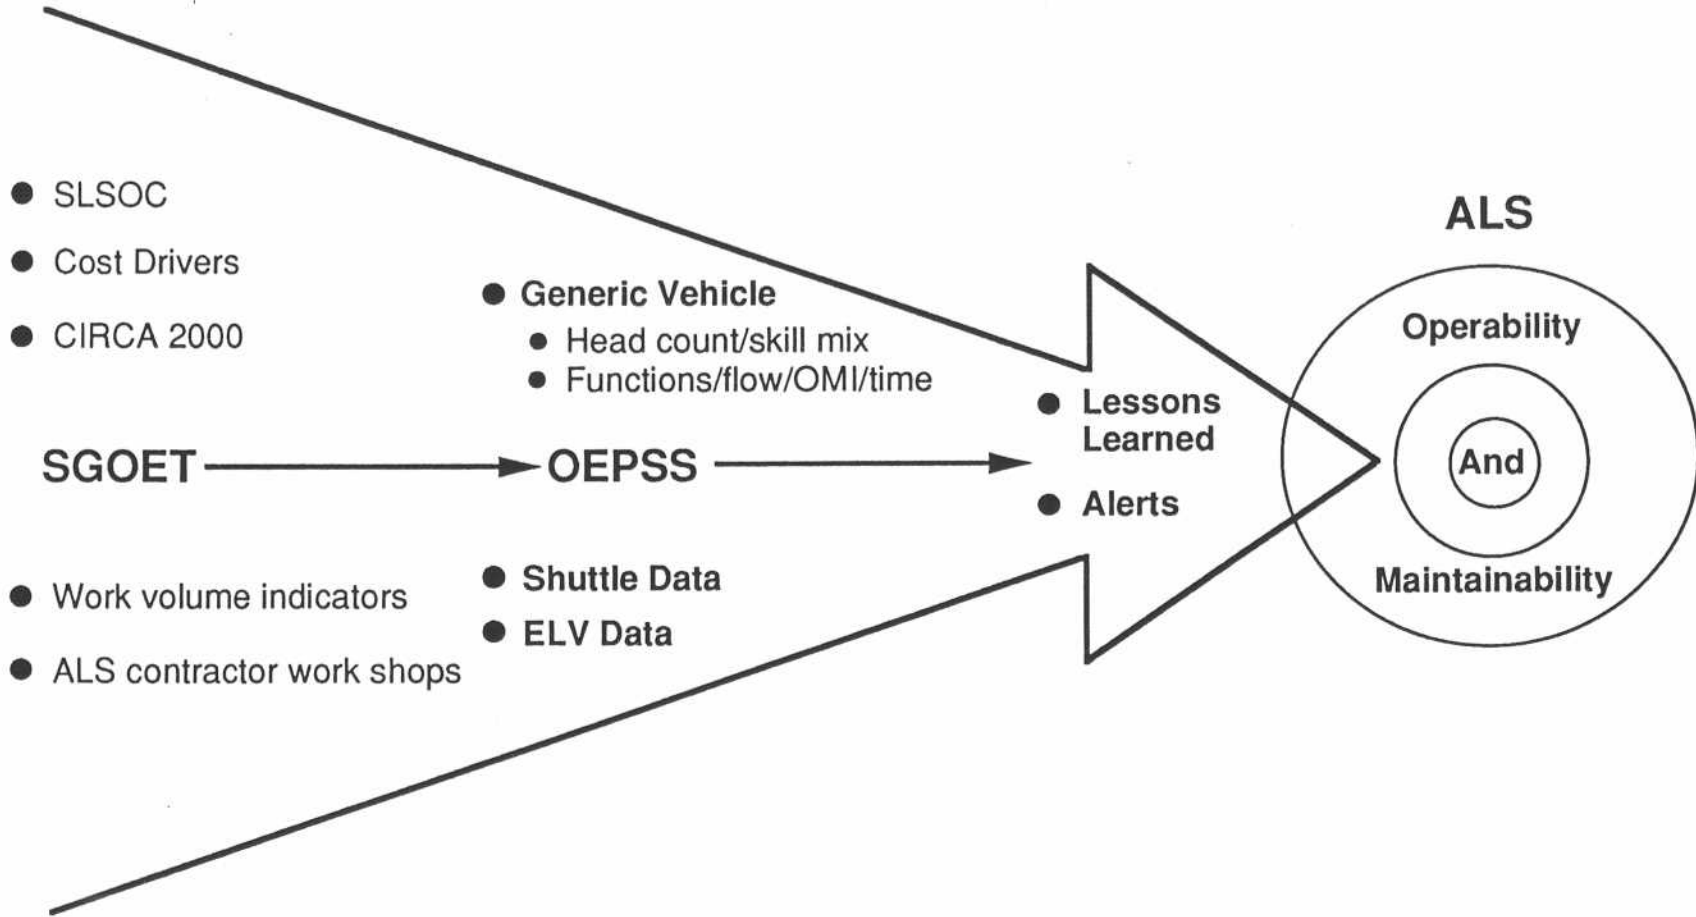 ● SLSOC
● Cost Drivers
● CIRCA 2000
SGOET
● Work volume indicators
● ALS contractor work shops
● Generic Vehicle
● Head count/skill mix
● Functions/flow/OMI/time
OEPSS
● Shuttle Data
● ELV Data
● Lessons
Learned
● Alerts
ALS
Operability
And
Maintainability